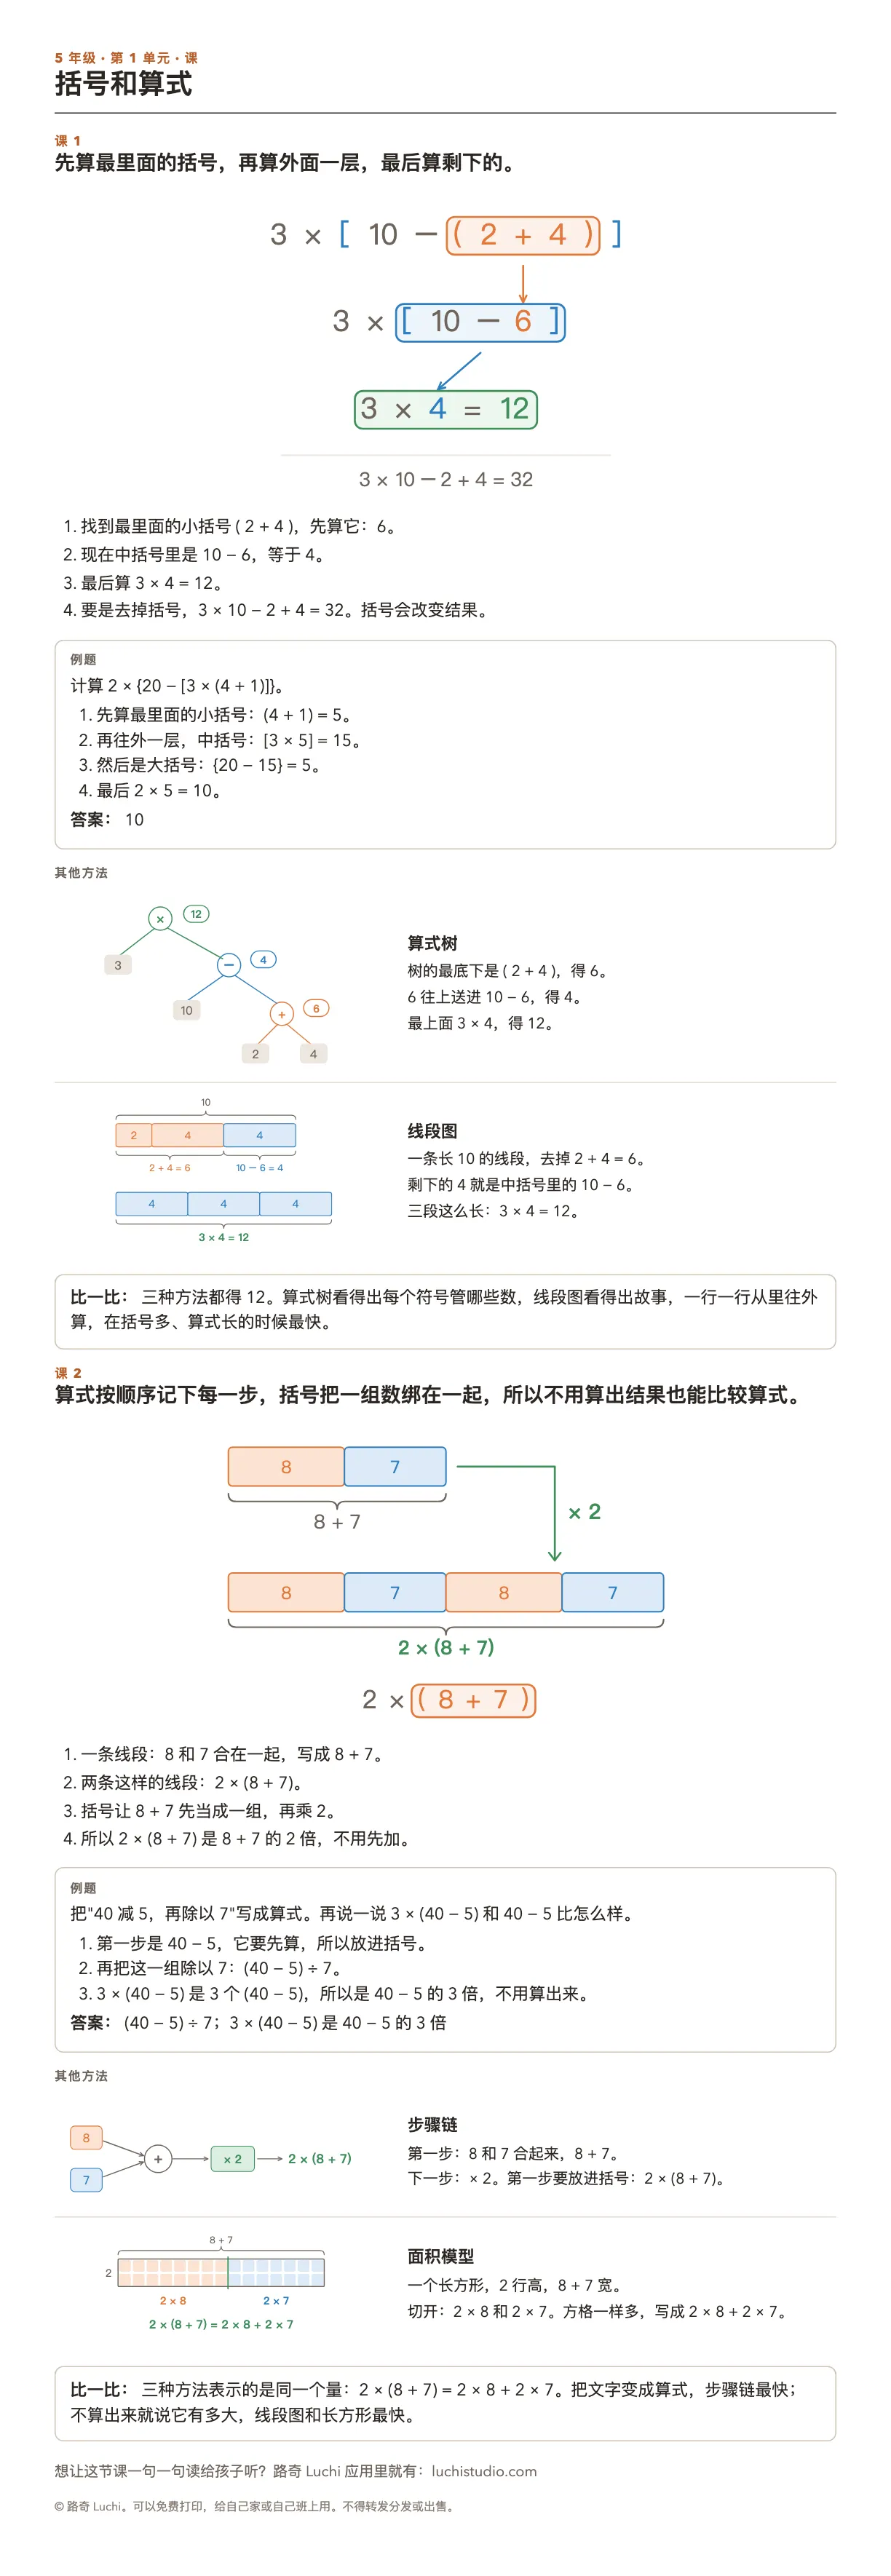 5 年级 · 第 1 单元 · 课
括号和算式
课 1
先算最里面的括号，再算外面一层，最后算剩下的。
3 × [ 10 − ( 2 + 4 ) ]
3 × [ 10 − 6 ]
3 × 4 = 12
3 × 10 − 2 + 4 = 32
1. 找到最里面的小括号 ( 2 + 4 )，先算它：6。
2. 现在中括号里是 10 − 6，等于 4。
3. 最后算 3 × 4 = 12。
4. 要是去掉括号，3 × 10 − 2 + 4 = 32。括号会改变结果。
例题
计算 2 × {20 − [3 × (4 + 1)]}。
1. 先算最里面的小括号：(4 + 1) = 5。
2. 再往外一层，中括号：[3 × 5] = 15。
3. 然后是大括号：{20 − 15} = 5。
4. 最后 2 × 5 = 10。
答案： 10
其他方法
× 12
3 − 4
10 + 6
2 4
算式树
树的最底下是 ( 2 + 4 )，得 6。
6 往上送进 10 − 6，得 4。
最上面 3 × 4，得 12。
10
2 4 4
2 + 4 = 6 10 − 6 = 4
4 4 4
3 × 4 = 12
线段图
一条长 10 的线段，去掉 2 + 4 = 6。
剩下的 4 就是中括号里的 10 − 6。
三段这么长：3 × 4 = 12。
比一比： 三种方法都得 12。算式树看得出每个符号管哪些数，线段图看得出故事，一行一行从里往外
算，在括号多、算式长的时候最快。
课 2
算式按顺序记下每一步，括号把一组数绑在一起，所以不用算出结果也能比较算式。
8 7
8 + 7
× 2
8 7 8 7
2 × (8 + 7)
2 × ( 8 + 7 )
1. 一条线段：8 和 7 合在一起，写成 8 + 7。
2. 两条这样的线段：2 × (8 + 7)。
3. 括号让 8 + 7 先当成一组，再乘 2。
4. 所以 2 × (8 + 7) 是 8 + 7 的 2 倍，不用先加。
例题
把"40 减 5，再除以 7"写成算式。再说一说 3 × (40 − 5) 和 40 − 5 比怎么样。
1. 第一步是 40 − 5，它要先算，所以放进括号。
2. 再把这一组除以 7：(40 − 5) ÷ 7。
3. 3 × (40 − 5) 是 3 个 (40 − 5)，所以是 40 − 5 的 3 倍，不用算出来。
答案： (40 − 5) ÷ 7；3 × (40 − 5) 是 40 − 5 的 3 倍
其他方法
8
7
+ × 2 2 × (8 + 7)
步骤链
第一步：8 和 7 合起来，8 + 7。
下一步：× 2。第一步要放进括号：2 × (8 + 7)。
8 + 7
2
2 × 8 2 × 7
2 × (8 + 7) = 2 × 8 + 2 × 7
面积模型
一个长方形，2 行高，8 + 7 宽。
切开：2 × 8 和 2 × 7。方格一样多，写成 2 × 8 + 2 × 7。
比一比： 三种方法表示的是同一个量：2 × (8 + 7) = 2 × 8 + 2 × 7。把文字变成算式，步骤链最快；
不算出来就说它有多大，线段图和长方形最快。
想让这节课一句一句读给孩子听？路奇 Luchi 应用里就有：luchistudio.com
© 路奇 Luchi。可以免费打印，给自己家或自己班上用。不得转发分发或出售。